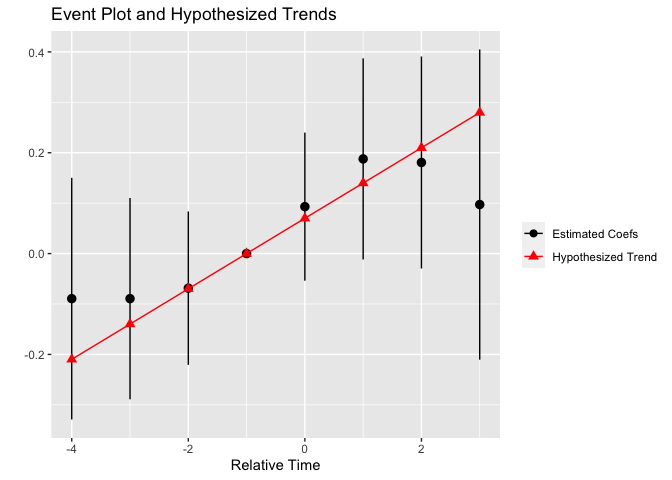 Event Plot and Hypothesized Trends
0.4
0.2
0.0
-0.2
-4
-2
0
2
Relative Time
Estimated Coefs
Hypothesized Trend